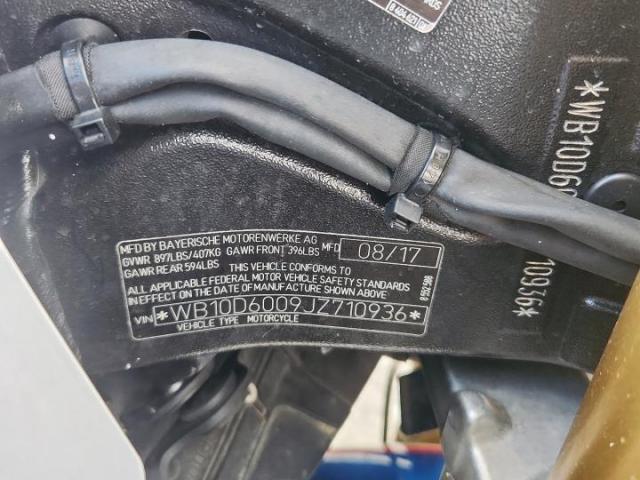 MFD BY BAYERISCHE MOTORENWERKE AG
GVWR 897LBS/407KG GAWR FRONT 396LBS MFD 08/17
GAWR REAR 594LBS THIS VEHICLE CONFORMS TO
ALL APPLICABLE FEDERAL MOTOR VEHICLE SAFETY STANDARDS
IN EFFECT ON THE DATE OF MANUFACTURE SHOWN ABOVE
VIN *WB10D6009JZ710936*
VEHICLE TYPE MOTORCYCLE
*WB10D60
10936*